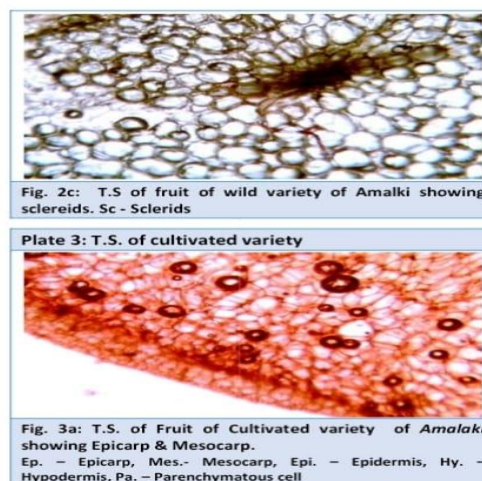 Fig. 2c: T.S of fruit of wild variety of Amalki showing
sclereids. Sc - Sclerids
Plate 3: T.S. of cultivated variety
Fig. 3a: T.S. of Fruit of Cultivated variety of Amalaki
showing Epicarp & Mesocarp.
Ep. – Epicarp, Mes.- Mesocarp, Epi. – Epidermis, Hy. –
Hypodermis, Pa. – Parenchymatous cell